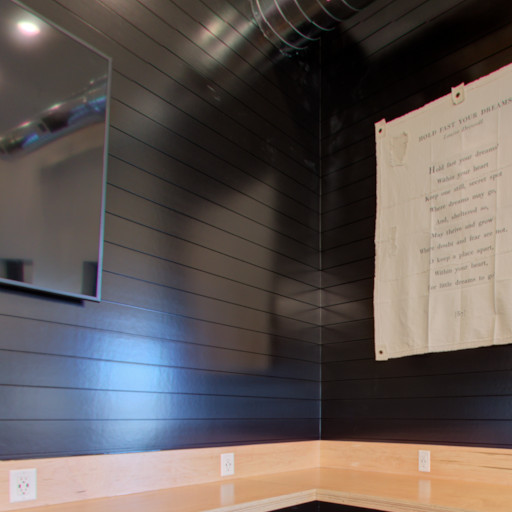 HOLD FAST YOUR DREAMS
Louise Driscoll
Hold fast your dreams!
Within your heart
Keep one still, secret spot
Where dreams may go,
And, sheltered so,
May thrive and grow
Where doubt and fear are not.
O keep a place apart,
Within your heart,
For little dreams to go